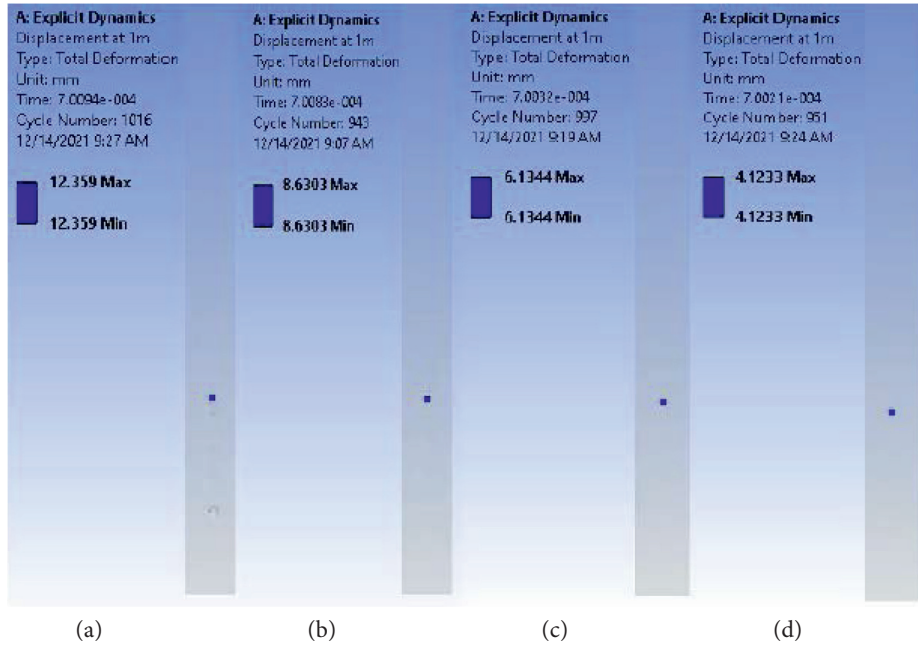 A: Explicit Dynamics
Displacement at 1m
Type: Total Deformation
Unit: mm
Time: 7.0094e-004
Cycle Number: 1016
12/14/2021 9:27 AM
12.359 Max
12.359 Min
A: Explicit Dynamics
Displacement at 1m
Type: Total Deformation
Unit: mm
Time: 7.0083e-004
Cycle Number: 943
12/14/2021 9:07 AM
8.6303 Max
8.6303 Min
A: Explicit Dynamics
Displacement at 1m
Type: Total Deformation
Unit: mm
Time: 7.0032e-004
Cycle Number: 997
12/14/2021 9:19 AM
6.1344 Max
6.1344 Min
A: Explicit Dynamics
Displacement at 1m
Type: Total Deformation
Unit: mm
Time: 7.0021e-004
Cycle Number: 951
12/14/2021 9:24 AM
4.1233 Max
4.1233 Min
(a)
(b)
(c)
(d)